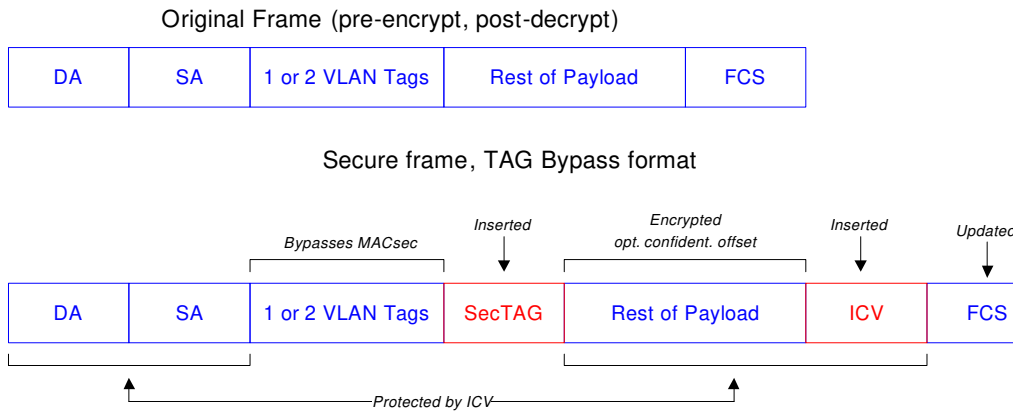 Original Frame (pre-encrypt, post-decrypt)
DA SA 1 or 2 VLAN Tags Rest of Payload FCS
Secure frame, TAG Bypass format
Bypasses MACsec
Inserted
Encrypted
opt. confident. offset
Inserted
Updated
DA SA 1 or 2 VLAN Tags SecTAG Rest of Payload ICV FCS
Protected by ICV